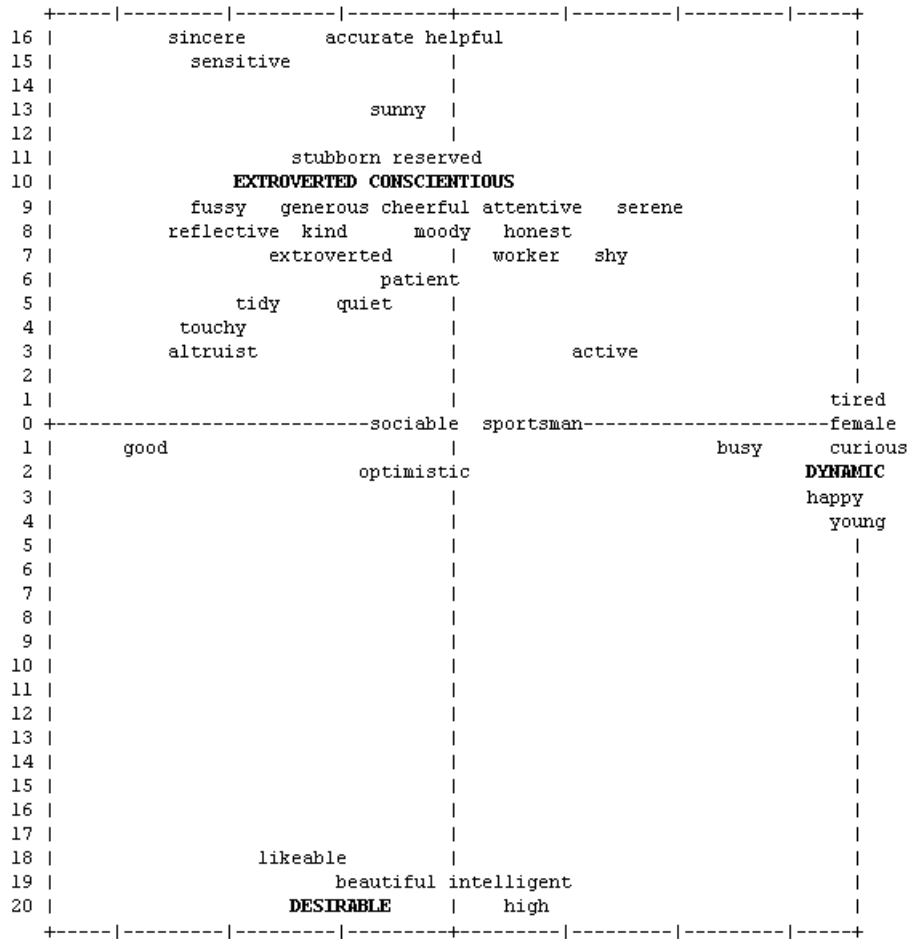 +-----|---------|---------|---------+---------|---------|---------|-----+
16 | sincere accurate helpful |
15 | sensitive | |
14 | | |
13 | sunny | |
12 | | |
11 | stubborn reserved |
10 | EXTROVERTED CONSCIENTIOUS |
9 | fussy generous cheerful attentive serene |
8 | reflective kind moody honest |
7 | extroverted | worker shy |
6 | patient |
5 | tidy quiet | |
4 | touchy | |
3 | altruist | active |
2 | | |
1 | | tired
0 +----------------------------sociable sportsman----------------------female
1 | good | busy curious
2 | optimistic DYNAMIC
3 | | happy
4 | | young
5 | | |
6 | | |
7 | | |
8 | | |
9 | | |
10 | | |
11 | | |
12 | | |
13 | | |
14 | | |
15 | | |
16 | | |
17 | | |
18 | likeable | |
19 | beautiful intelligent |
20 | DESIRABLE | high |
+-----|---------|---------|---------+---------|---------|---------|-----+